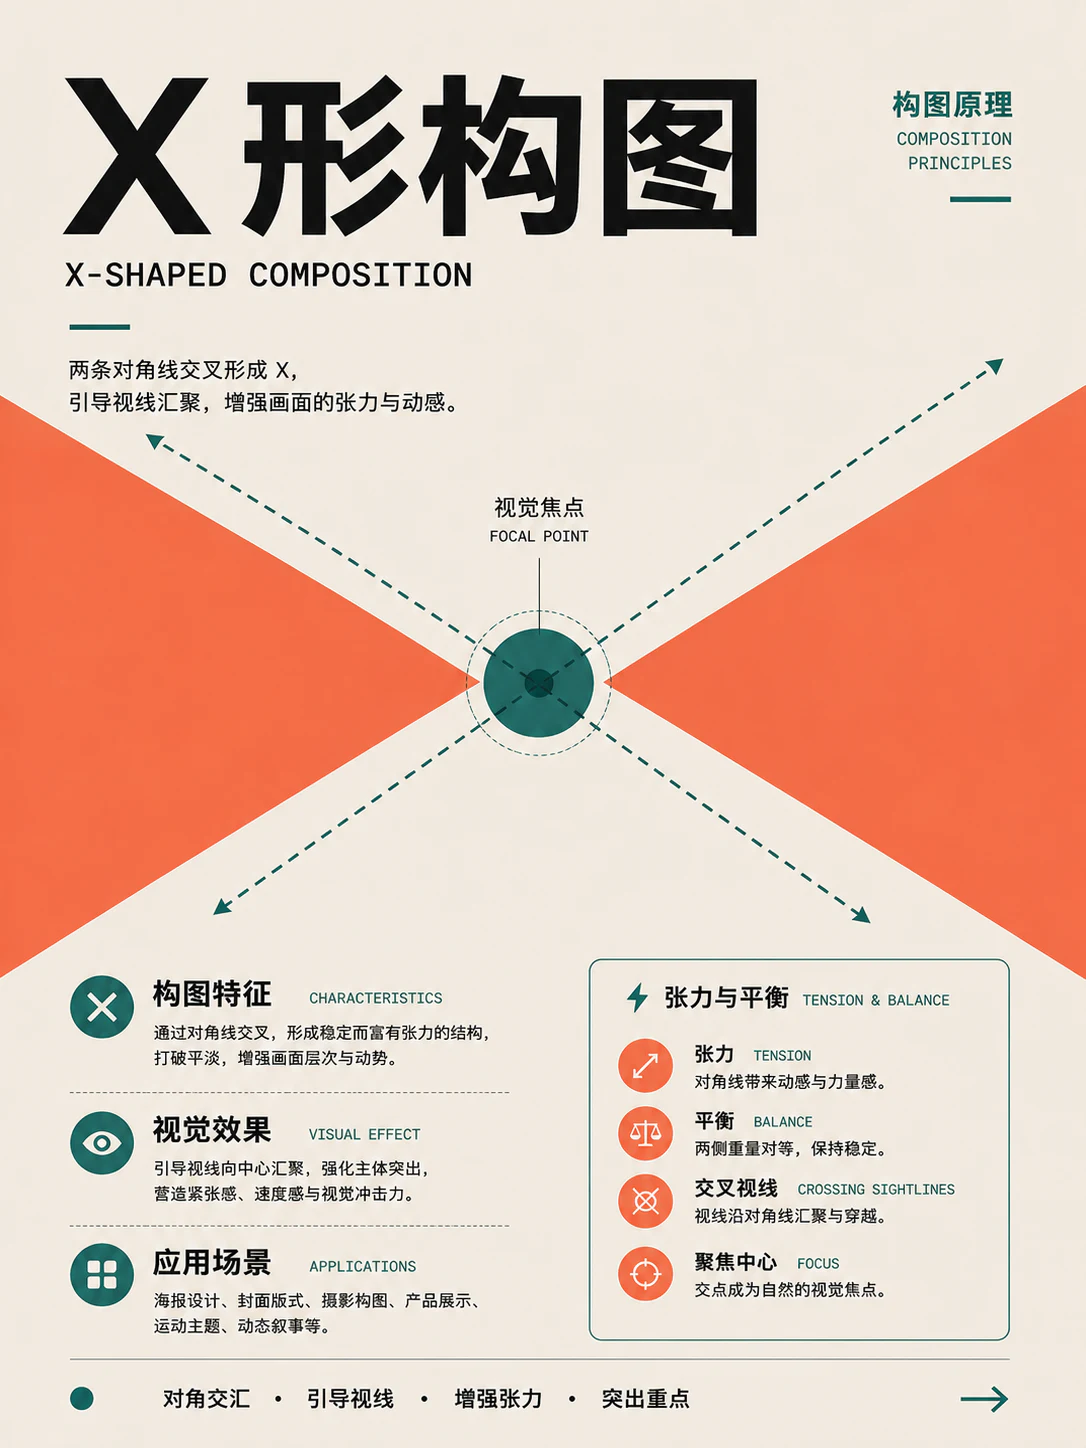 X 形构图
构图原理
COMPOSITION
PRINCIPLES
X-SHAPED COMPOSITION
两条对角线交叉形成 X，
引导视线汇聚，增强画面的张力与动感。
视觉焦点
FOCAL POINT
构图特征 CHARACTERISTICS
通过对角线交叉，形成稳定而富有张力的结构，
打破平淡，增强画面层次与动势。
视觉效果 VISUAL EFFECT
引导视线向中心汇聚，强化主体突出，
营造紧张感、速度感与视觉冲击力。
应用场景 APPLICATIONS
海报设计、封面版式、摄影构图、产品展示、
运动主题、动态叙事等。
张力与平衡 TENSION & BALANCE
张力 TENSION
对角线带来动感与力量感。
平衡 BALANCE
两侧重量对等，保持稳定。
交叉视线 CROSSING SIGHTLINES
视线沿对角线汇聚与穿越。
聚焦中心 FOCUS
交点成为自然的视觉焦点。
对角交汇 • 引导视线 • 增强张力 • 突出重点